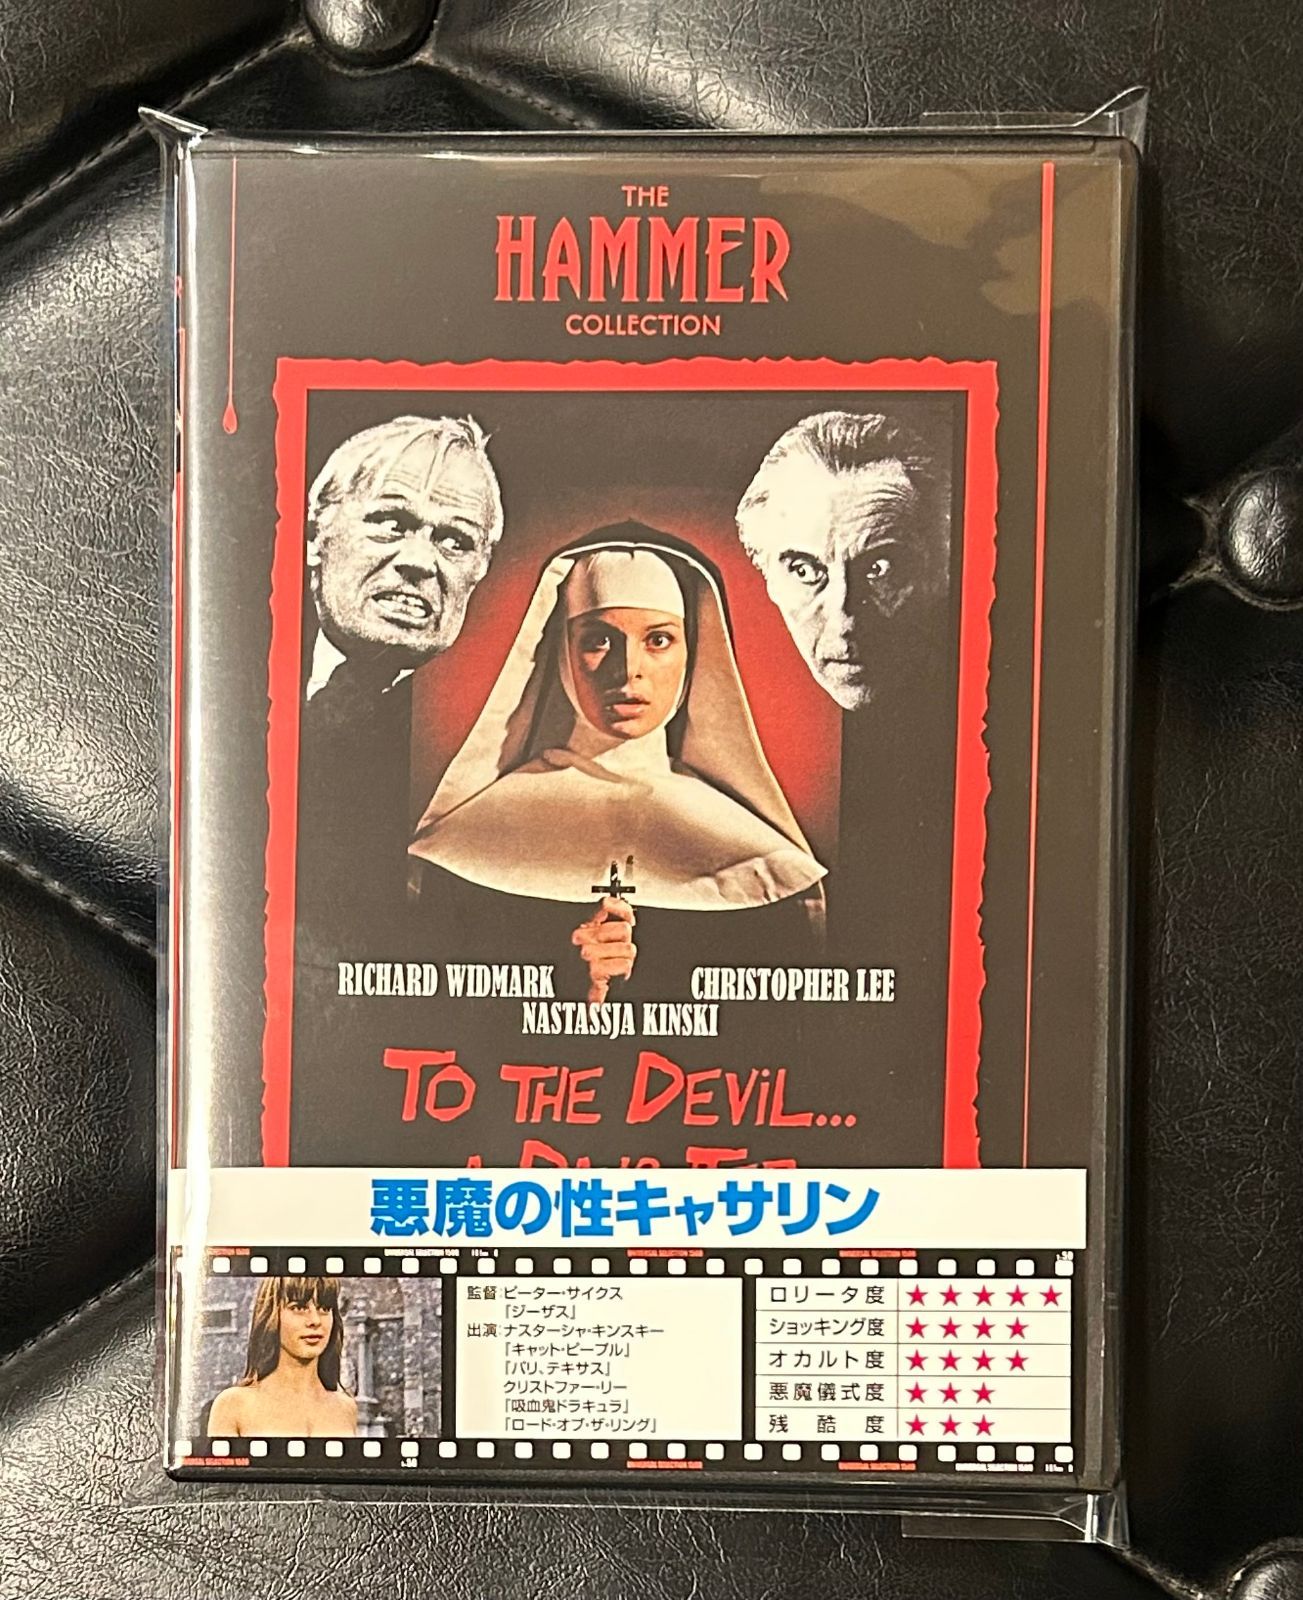 THE
HAMMER
COLLECTION
RICHARD WIDMARK
CHRISTOPHER LEE
NASTASSJA KINSKI
TO THE DEVIL...
悪魔の性キャサリン
UNIVERSAL SELECTION 1500
監督:ピーター・サイクス
『ジーザス』
出演:ナスターシャ・キンスキー
『キャット・ピープル』
『パリ、テキサス』
クリストファー・リー
『吸血鬼ドラキュラ』
『ロード・オブ・ザ・リング』
ロリータ度 ★★★★★
ショッキング度 ★★★★
オカルト度 ★★★★
悪魔儀式度 ★★★
残酷度 ★★★